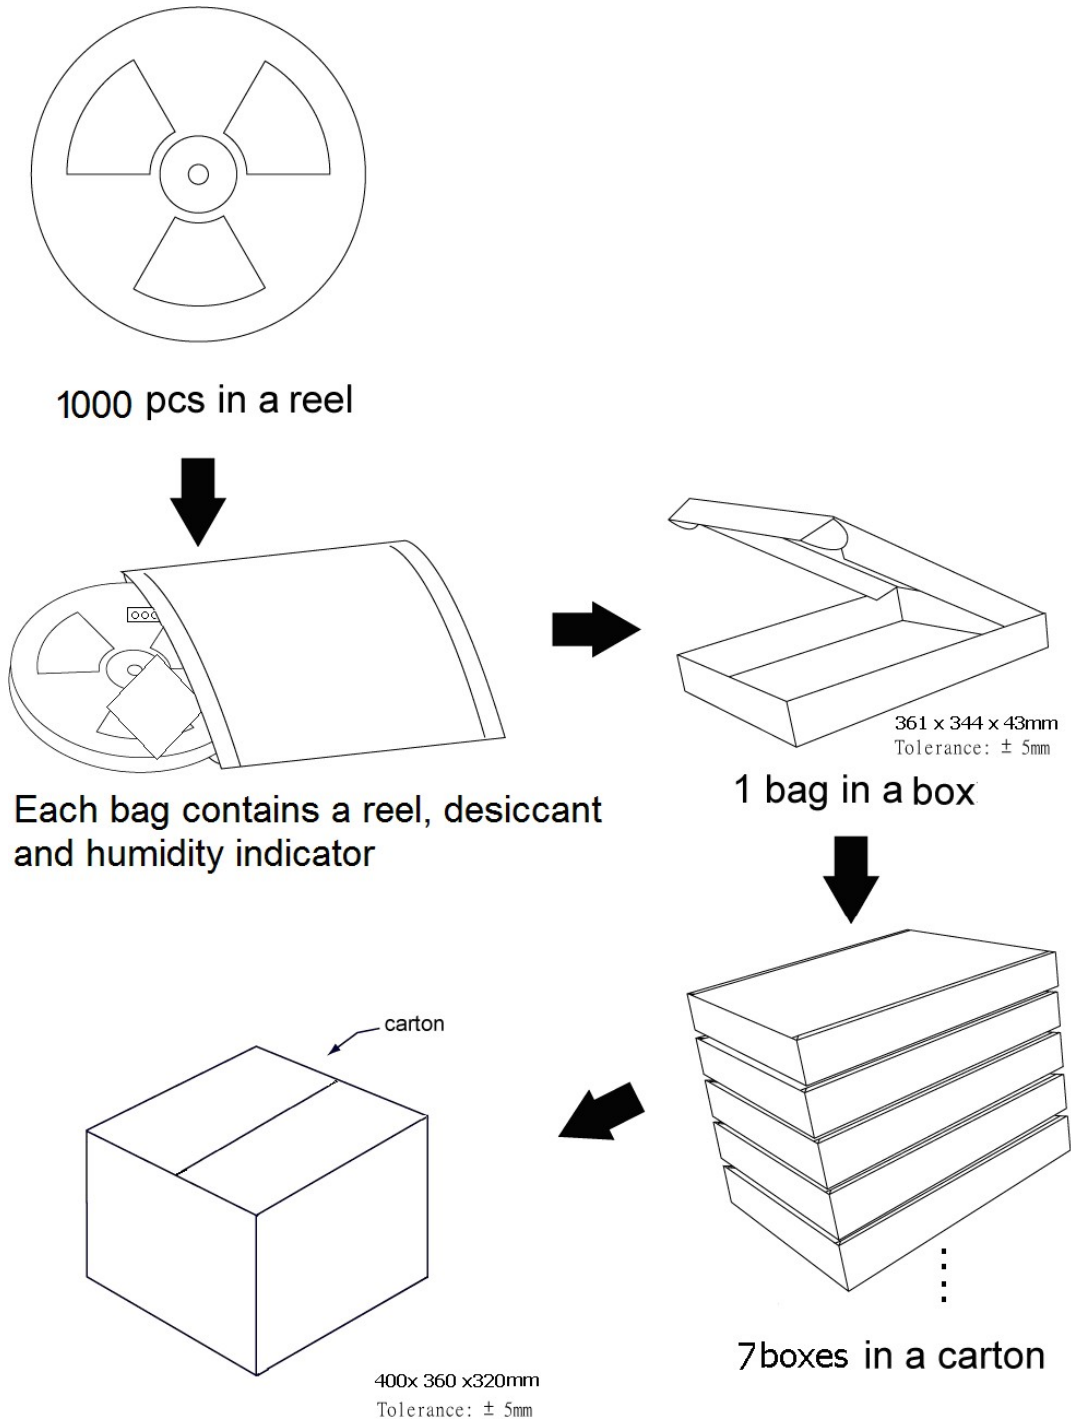 1000 pcs in a reel
Each bag contains a reel, desiccant
and humidity indicator
361 x 344 x 43mm
Tolerance: ± 5mm
1 bag in a box
7boxes in a carton
carton
400x 360 x320mm
Tolerance: ± 5mm